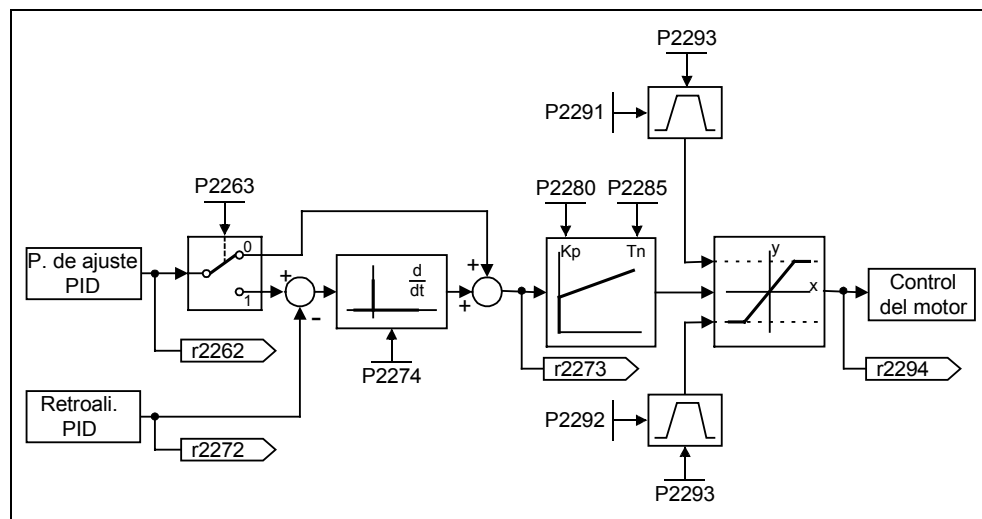 P2293
P2291
P2263
P2280
P2285
0
P. de ajuste
PID
1
+
-
d
dt
+
+
Kp
Tn
y
x
Control
del motor
r2262
P2274
r2273
r2294
Retroali.
PID
r2272
P2292
P2293